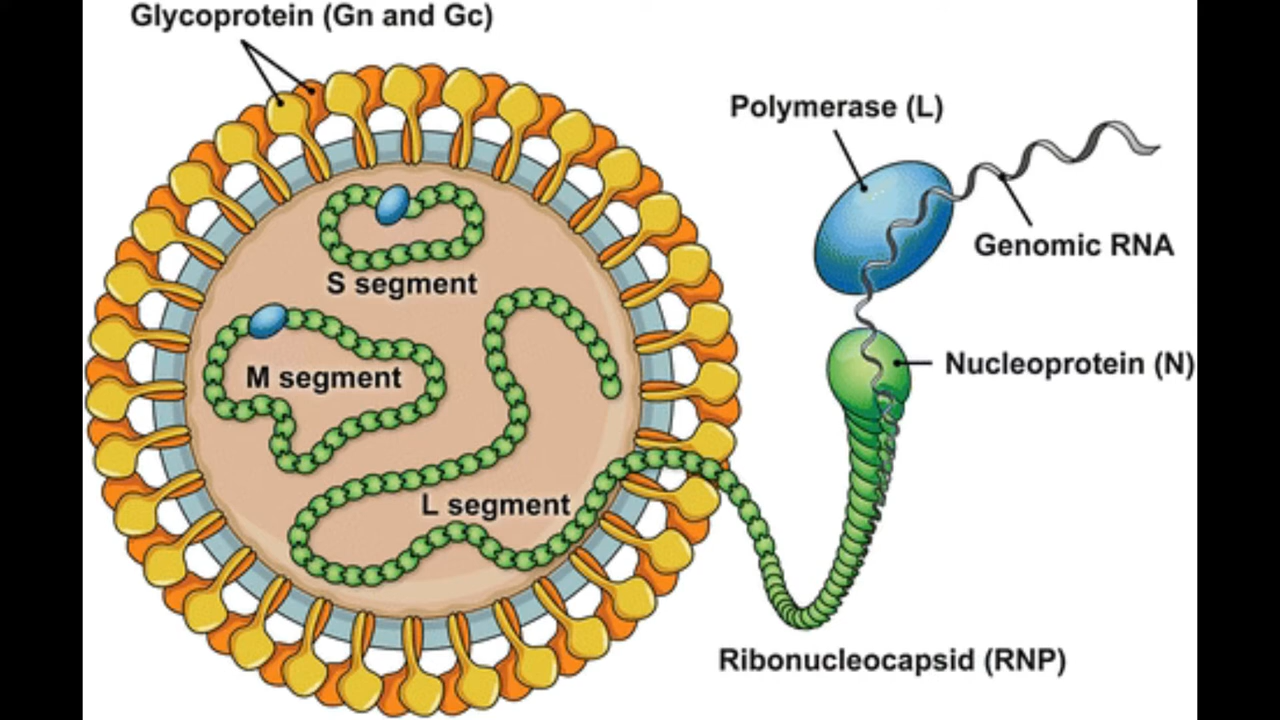 Glycoprotein (Gn and Gc)
Polymerase (L)
Genomic RNA
S segment
Nucleoprotein (N)
M segment
L segment
Ribonucleocapsid (RNP)